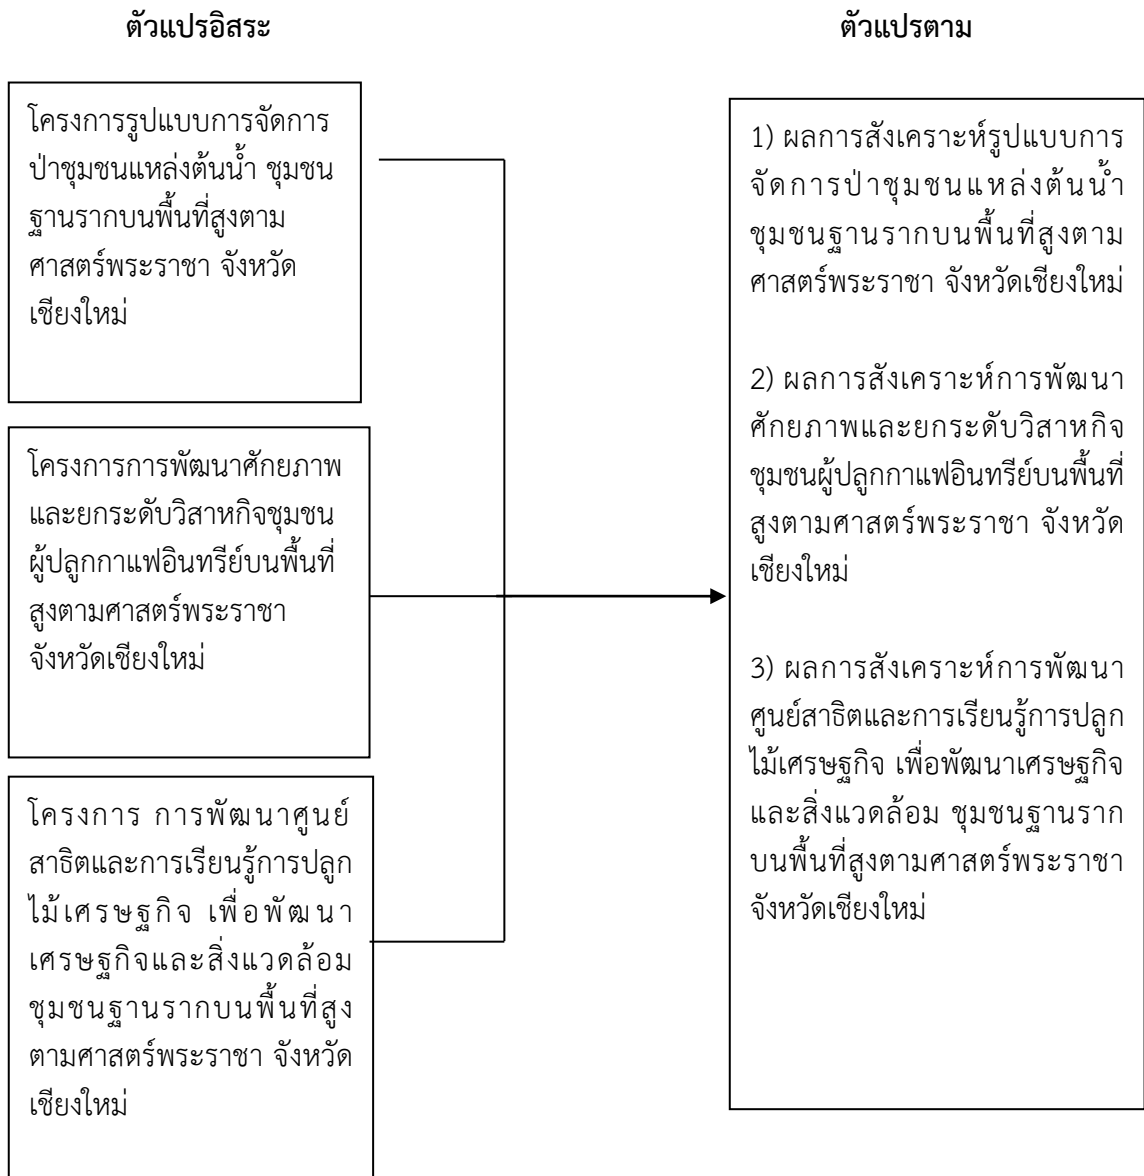 ตัวแปรอิสระ
ตัวแปรตาม
โครงการรูปแบบการจัดการ
ป่าชุมชนแหล่งต้นน้ำ ชุมชน
ฐานรากบนพื้นที่สูงตาม
ศาสตร์พระราชา จังหวัด
เชียงใหม่
โครงการการพัฒนาศักยภาพ
และยกระดับวิสาหกิจชุมชน
ผู้ปลูกกาแฟอินทรีย์บนพื้นที่
สูงตามศาสตร์พระราชา
จังหวัดเชียงใหม่
โครงการ การพัฒนาศูนย์
สาธิตและการเรียนรู้การปลูก
ไม้เศรษฐกิจ เพื่อพัฒนา
เศรษฐกิจและสิ่งแวดล้อม
ชุมชนฐานรากบนพื้นที่สูง
ตามศาสตร์พระราชา จังหวัด
เชียงใหม่
1) ผลการสังเคราะห์รูปแบบการ
จัดการป่าชุมชนแหล่งต้นน้ำ
ชุมชนฐานรากบนพื้นที่สูงตาม
ศาสตร์พระราชา จังหวัดเชียงใหม่
2) ผลการสังเคราะห์การพัฒนา
ศักยภาพและยกระดับวิสาหกิจ
ชุมชนผู้ปลูกกาแฟอินทรีย์บนพื้นที่
สูงตามศาสตร์พระราชา จังหวัด
เชียงใหม่
3) ผลการสังเคราะห์การพัฒนา
ศูนย์สาธิตและการเรียนรู้การปลูก
ไม้เศรษฐกิจ เพื่อพัฒนาเศรษฐกิจ
และสิ่งแวดล้อม ชุมชนฐานราก
บนพื้นที่สูงตามศาสตร์พระราชา
จังหวัดเชียงใหม่